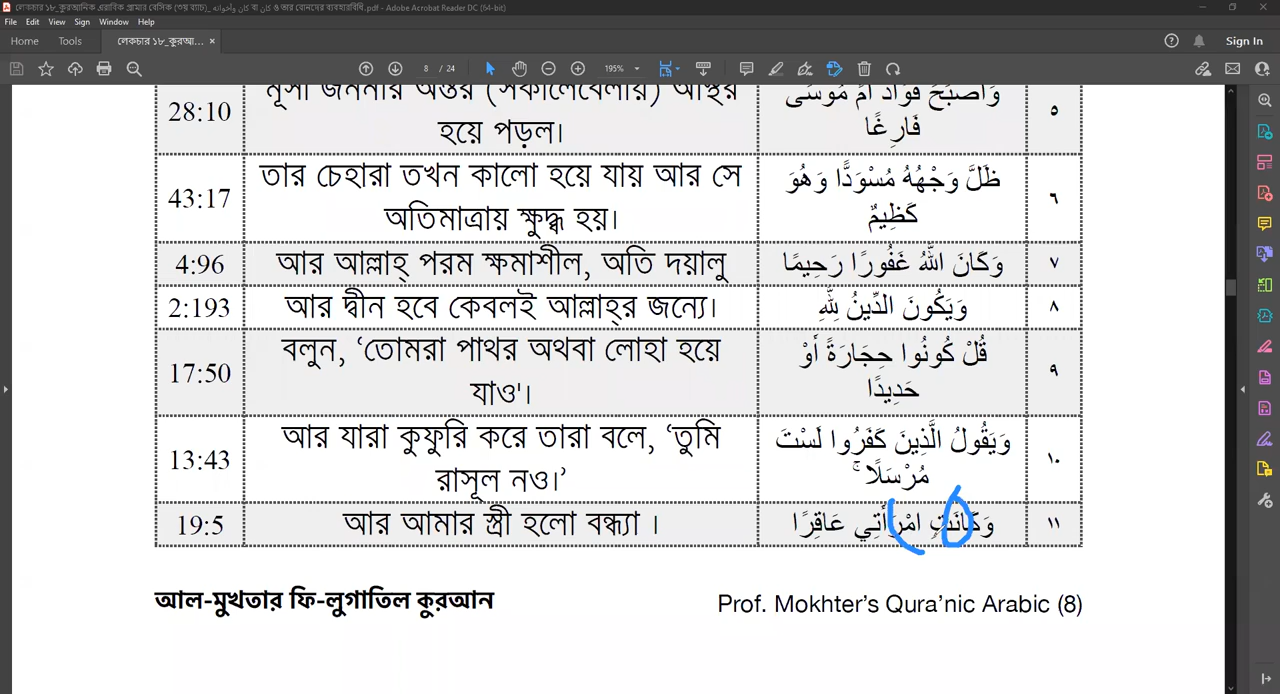 লেকচার ১৮_কুরআনিক এরাবিক গ্রামার বেসিক (৩য় ব্যাচ)_ كان وأخواته বা كان ও তার বোনদের ব্যবহারবিধি.pdf - Adobe Acrobat Reader DC (64-bit)
File Edit View Sign Window Help
Home Tools লেকচার ১৮_কুরআ... × Sign In
8 / 24 195%
28:10 মূসা জননীর অন্তর (সকালবেলায়) অস্থির وَأَصْبَحَ فُؤَادُ أُمِّ مُوسَى ٥
হয়ে পড়ল। فَارِغًا
43:17 তার চেহারা তখন কালো হয়ে যায় আর সে ظَلَّ وَجْهُهُ مُسْوَدًّا وَهُوَ ٦
অতিমাত্রায় ক্ষুদ্ধ হয়। كَظِيمٌ
4:96 আর আল্লাহ্ পরম ক্ষমাশীল, অতি দয়ালু وَكَانَ اللَّهُ غَفُورًا رَحِيمًا ٧
2:193 আর দ্বীন হবে কেবলই আল্লাহ্‌র জন্যে। وَيَكُونَ الدِّينُ لِلَّهِ ٨
17:50 বলুন, ‘তোমরা পাথর অথবা লোহা হয়ে قُلْ كُونُوا حِجَارَةً أَوْ ٩
যাও'। حَدِيدًا
13:43 আর যারা কুফুরি করে তারা বলে, ‘তুমি وَيَقُولُ الَّذِينَ كَفَرُوا لَسْتَ ١٠
রাসূল নও।’ مُرْسَلًا ۚ
19:5 আর আমার স্ত্রী হলো বন্ধ্যা । وَكَانَتِ امْرَأَتِي عَاقِرًا ١١
আল-মুখতার ফি-লুগাতিল কুরআন Prof. Mokhter’s Qura’nic Arabic (8)